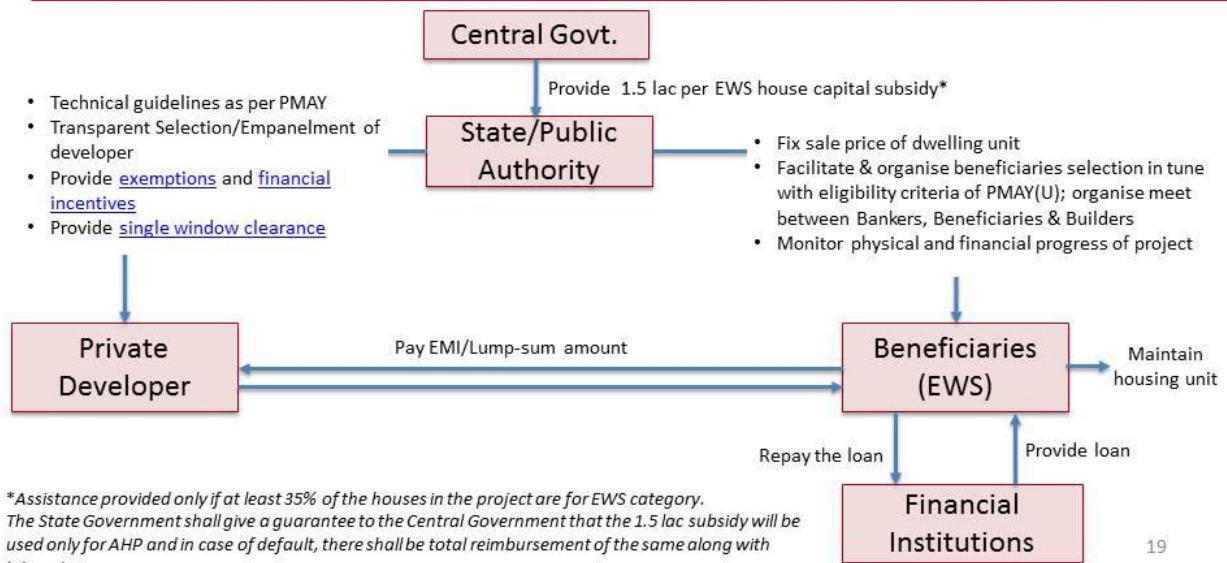 Central Govt.
Provide 1.5 lac per EWS house capital subsidy*
• Technical guidelines as per PMAY
• Transparent Selection/Empanelment of
developer
• Provide exemptions and financial
incentives
• Provide single window clearance
State/Public
Authority
• Fix sale price of dwelling unit
• Facilitate & organise beneficiaries selection in tune
with eligibility criteria of PMAY(U); organise meet
between Bankers, Beneficiaries & Builders
• Monitor physical and financial progress of project
Private
Developer
Pay EMI/Lump-sum amount
Beneficiaries
(EWS)
Maintain
housing unit
Repay the loan
Provide loan
Financial
Institutions
*Assistance provided only if at least 35% of the houses in the project are for EWS category.
The State Government shall give a guarantee to the Central Government that the 1.5 lac subsidy will be
used only for AHP and in case of default, there shall be total reimbursement of the same along with
19